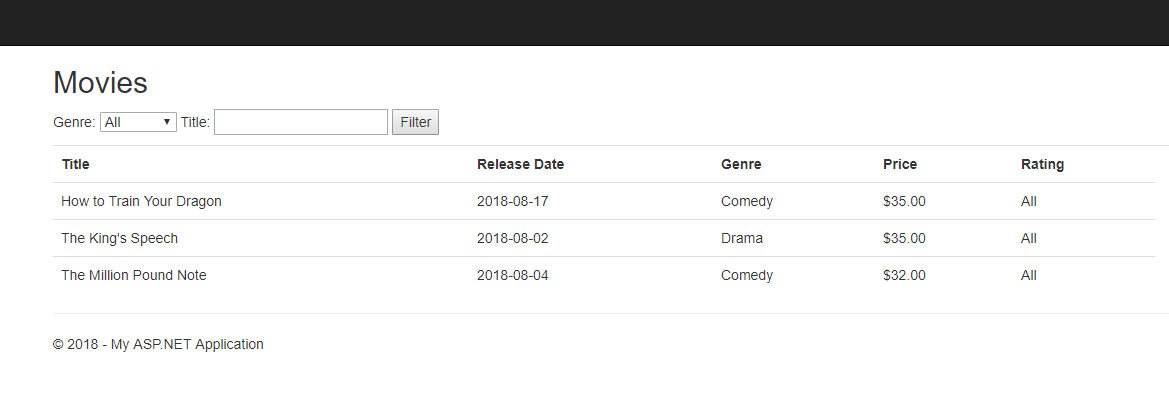 Movies
Genre: All Title: Filter
Title Release Date Genre Price Rating
How to Train Your Dragon 2018-08-17 Comedy $35.00 All
The King's Speech 2018-08-02 Drama $35.00 All
The Million Pound Note 2018-08-04 Comedy $32.00 All
© 2018 - My ASP.NET Application